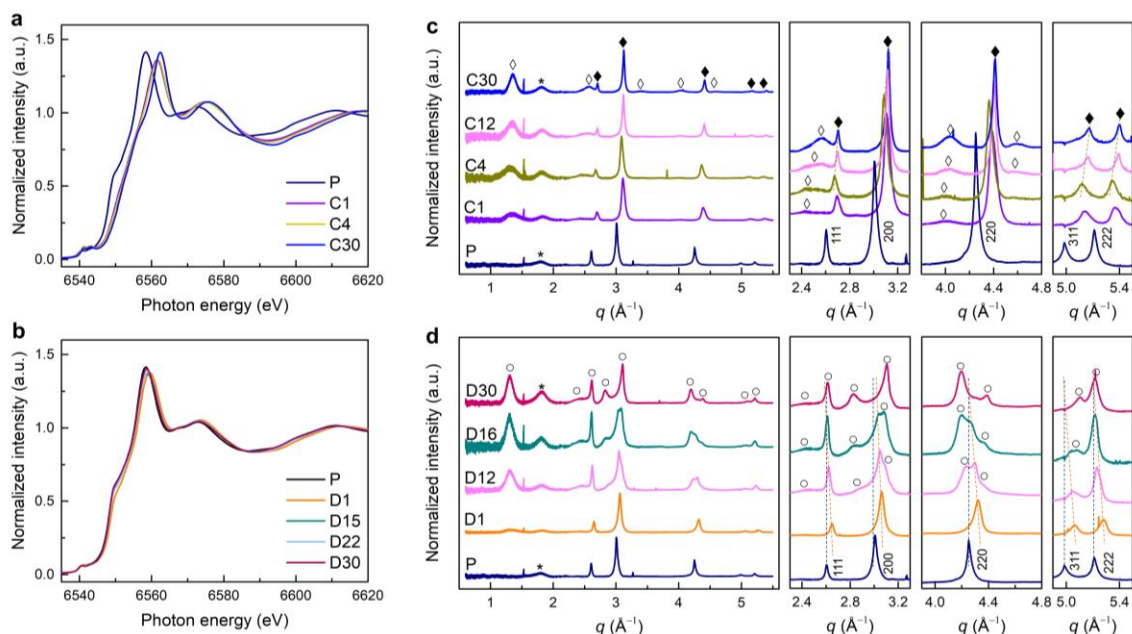 a
Normalized intensity (a.u.)
1.5
1.0
0.5
0.0
P
C1
C4
C30
6540 6560 6580 6600 6620
Photon energy (eV)
b
Normalized intensity (a.u.)
1.5
1.0
0.5
0.0
P
D1
D15
D22
D30
6540 6560 6580 6600 6620
Photon energy (eV)
c
Normalized intensity (a.u.)
C30
*
C12
C4
C1
P
*
1 2 3 4 5
q (Å⁻¹)
111
200
2.4 2.8 3.2
q (Å⁻¹)
220
4.0 4.4 4.8
311
222
5.0 5.4
q (Å⁻¹)
d
Normalized intensity (a.u.)
D30
*
D16
*
D12
D1
P
*
1 2 3 4 5
q (Å⁻¹)
111
200
2.4 2.8 3.2
q (Å⁻¹)
220
4.0 4.4 4.8
311
222
5.0 5.4
q (Å⁻¹)